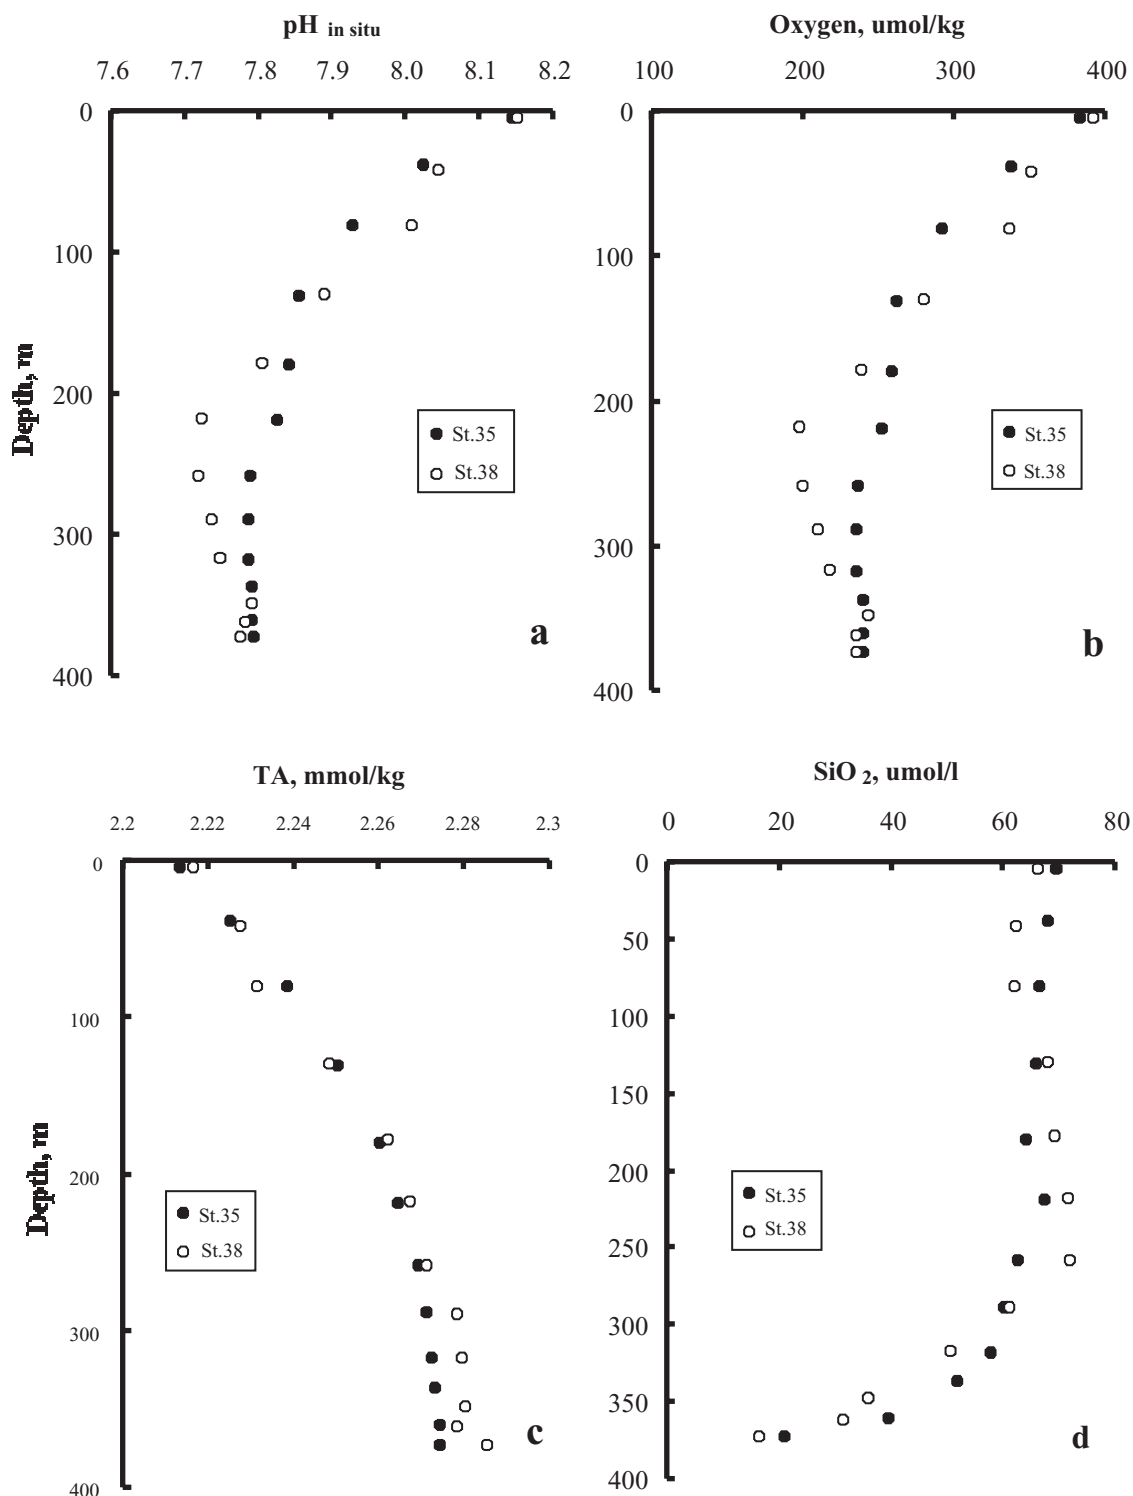 pH in situ
7.6 7.7 7.8 7.9 8.0 8.1 8.2
0
100
200
300
400
Depth, m
St.35
St.38
a
Oxygen, umol/kg
100 200 300 400
0
100
200
300
400
St.35
St.38
b
TA, mmol/kg
2.2 2.22 2.24 2.26 2.28 2.3
0
100
200
300
400
Depth, m
St.35
St.38
c
SiO 2, umol/l
0 20 40 60 80
0
50
100
150
200
250
300
350
400
St.35
St.38
d